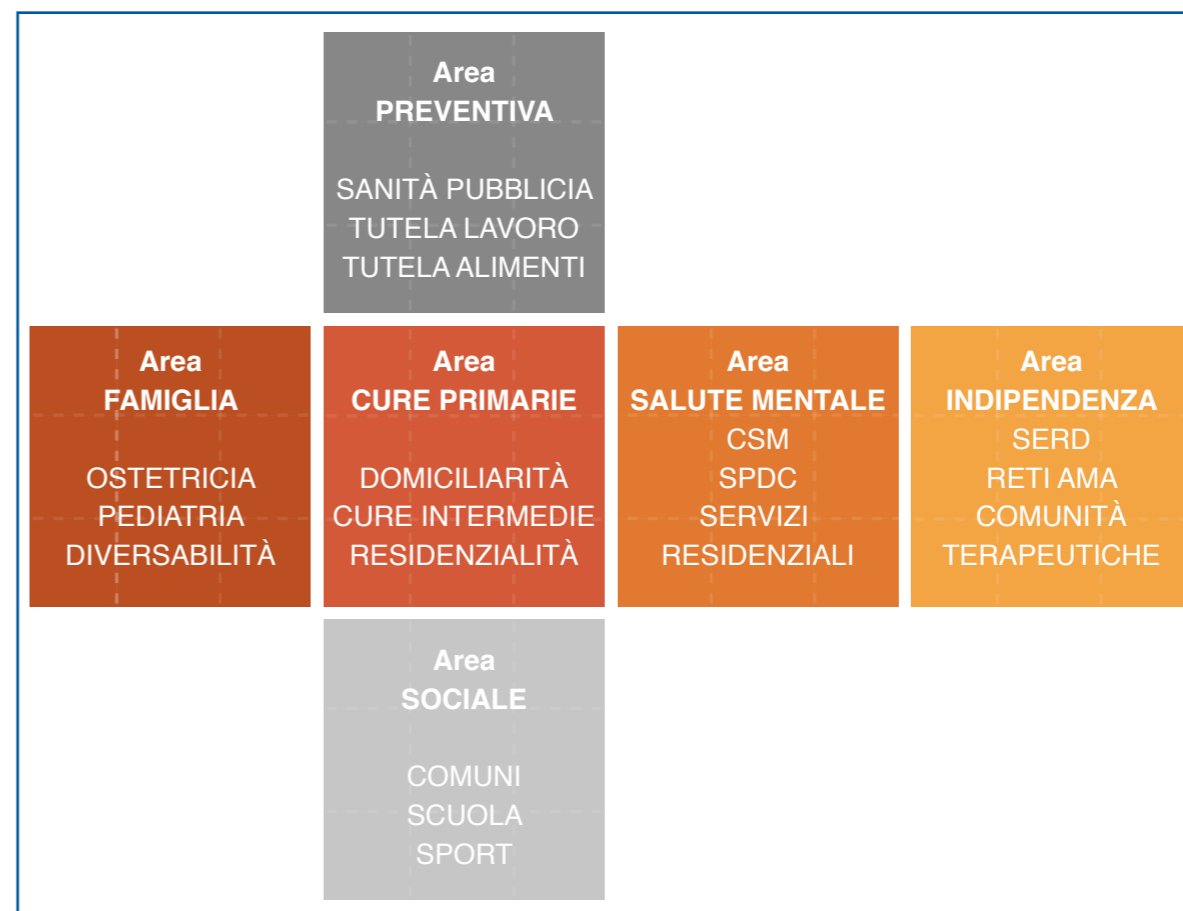 Area
PREVENTIVA
SANITÀ PUBBLICIA
TUTELA LAVORO
TUTELA ALIMENTI
Area
FAMIGLIA
OSTETRICIA
PEDIATRIA
DIVERSABILITÀ
Area
CURE PRIMARIE
DOMICILIARITÀ
CURE INTERMEDIE
RESIDENZIALITÀ
Area
SALUTE MENTALE
CSM
SPDC
SERVIZI
RESIDENZIALI
Area
INDIPENDENZA
SERD
RETI AMA
COMUNITÀ
TERAPEUTICHE
Area
SOCIALE
COMUNI
SCUOLA
SPORT